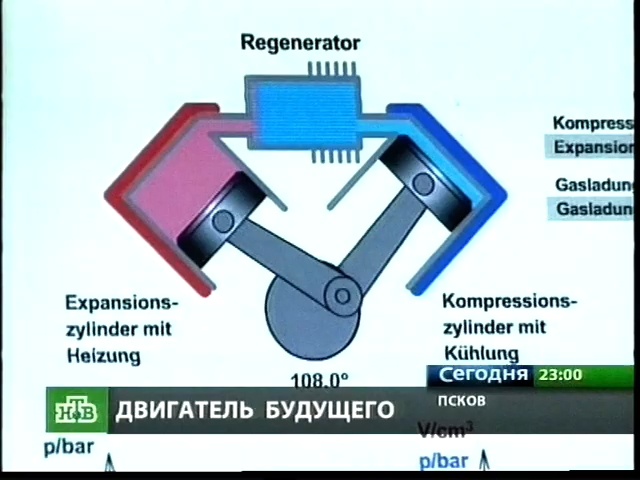 Regenerator
Kompress
Expansion
Gasladun
Gasladun
Expansions-
zylinder mit
Heizung
Kompressions-
zylinder mit
Kühlung
108.0°
Сегодня 23:00
ПСКОВ
НТВ ДВИГАТЕЛЬ БУДУЩЕГО
V/cm³
p/bar
p/bar